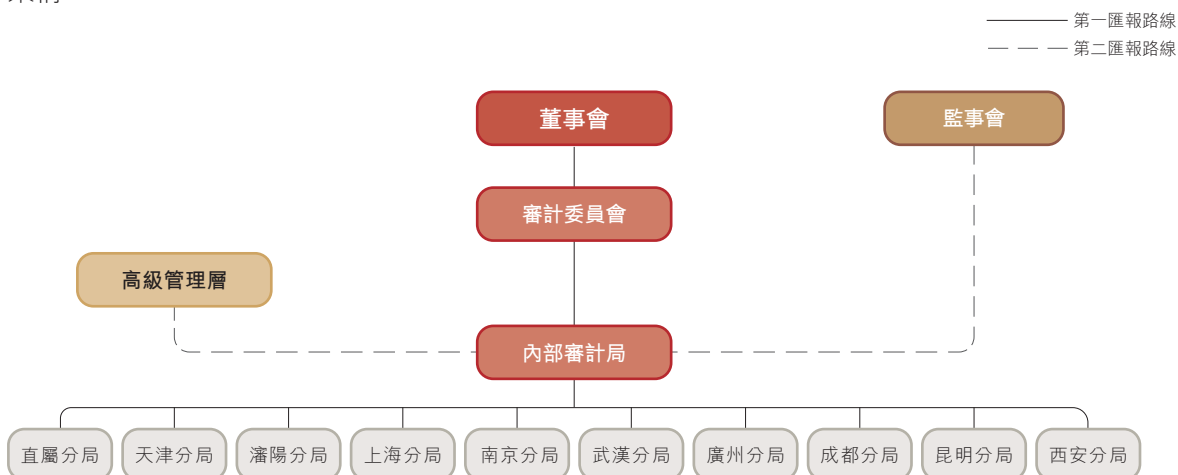 第一匯報路線
第二匯報路線
董事會
監事會
審計委員會
高級管理層
內部審計局
直屬分局
天津分局
瀋陽分局
上海分局
南京分局
武漢分局
廣州分局
成都分局
昆明分局
西安分局